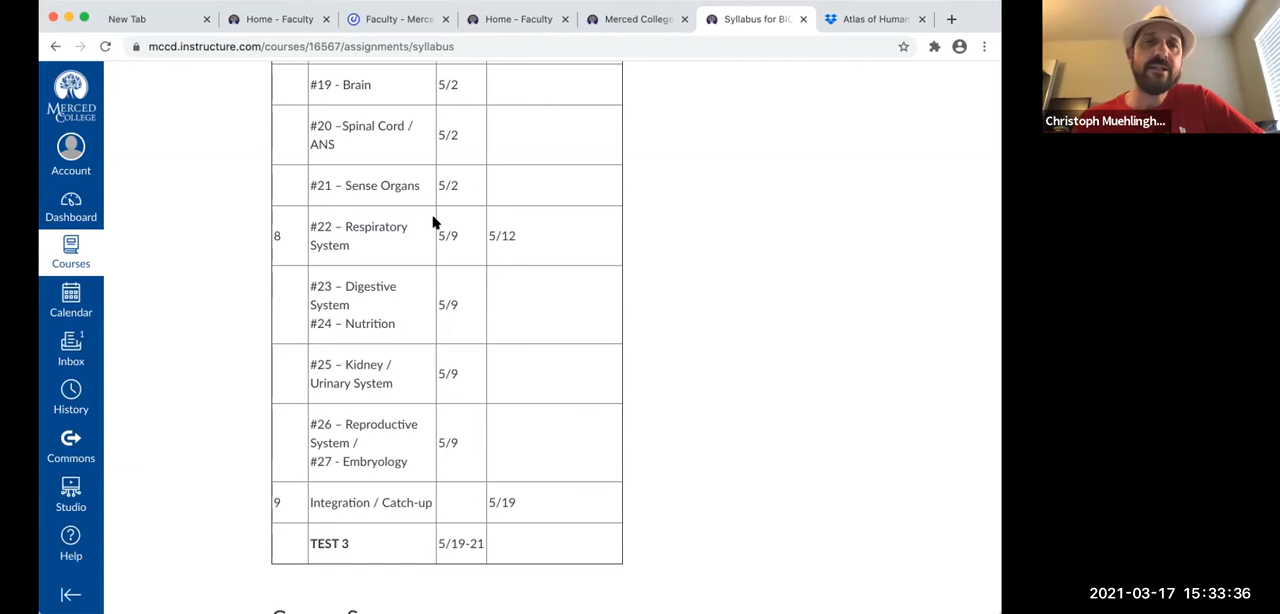 New Tab
Home - Faculty
Faculty - Merce
Home - Faculty
Merced College
Syllabus for BIO
Atlas of Human
mccd.instructure.com/courses/16567/assignments/syllabus
MERCED
COLLEGE
Account
Dashboard
Courses
Calendar
1
Inbox
History
Commons
Studio
Help
#19 - Brain 5/2
#20 –Spinal Cord /
ANS 5/2
#21 – Sense Organs 5/2
8 #22 – Respiratory
System 5/9 5/12
#23 – Digestive
System 5/9
#24 – Nutrition
#25 – Kidney /
Urinary System 5/9
#26 – Reproductive
System / 5/9
#27 - Embryology
9 Integration / Catch-up 5/19
TEST 3 5/19-21
Christoph Muehlingh...
2021-03-17 15:33:36